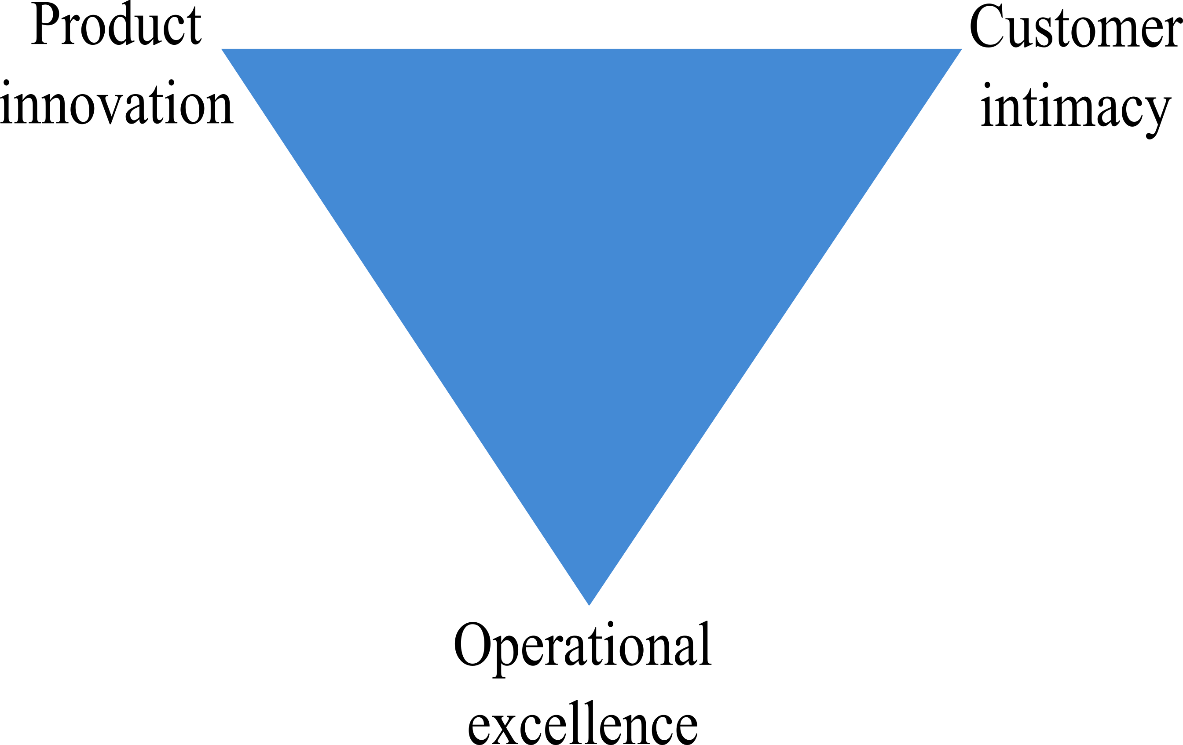 Product
innovation
Customer
intimacy
Operational
excellence